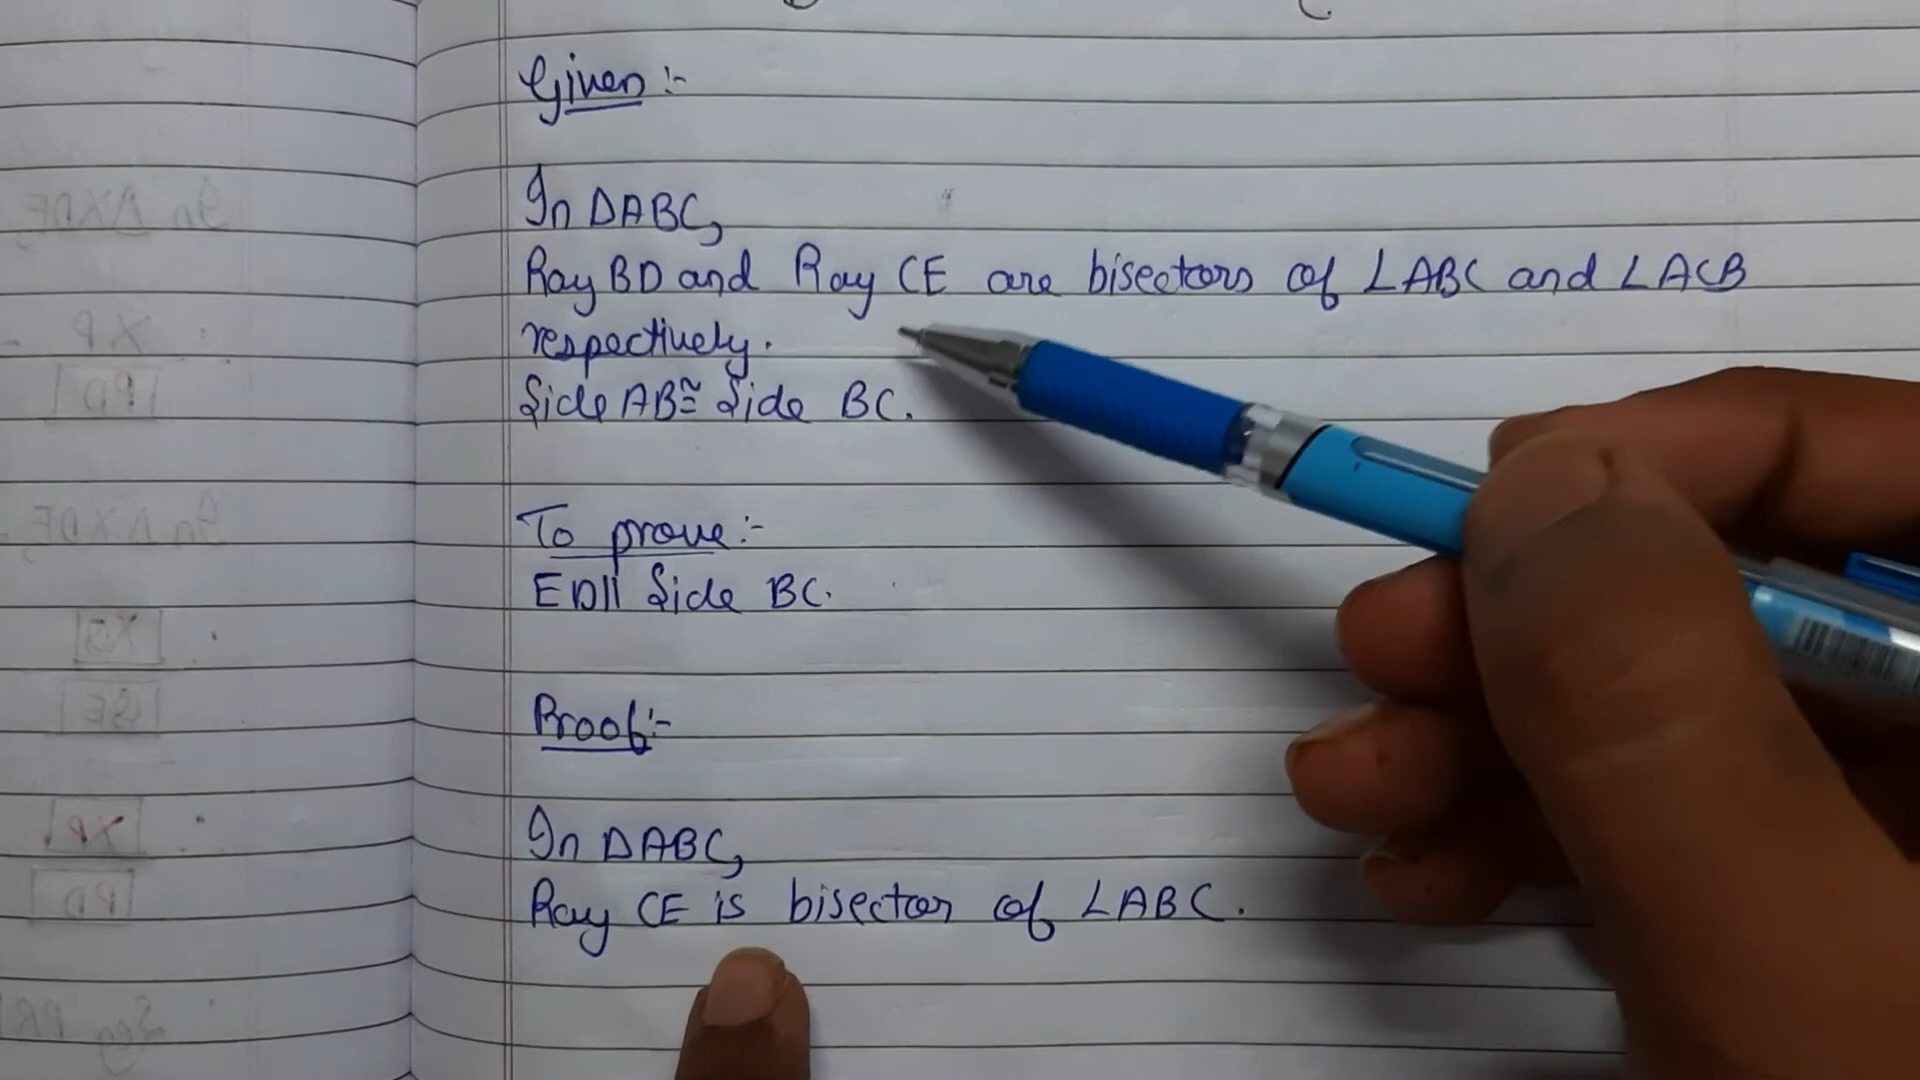 Given :-
In ΔABC,
Ray BD and Ray CE are bisectors of ∠ABC and ∠ACB
respectively.
Side AB ≅ Side BC.
To prove :-
ED || Side BC.
Proof :-
In ΔABC,
Ray CE is bisector of ∠ABC.